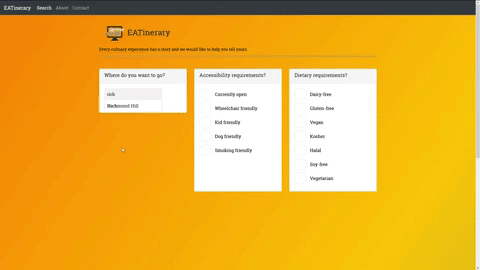 EATinerary Search About Contact
EATinerary
Every culinary experience has a story and we would like to help you tell yours.
Where do you want to go?
rich
Richmond Hill
Accessibility requirements?
Currently open
Wheelchair friendly
Kid friendly
Dog friendly
Smoking friendly
Dietary requirements?
Dairy-free
Gluten-free
Vegan
Kosher
Halal
Soy-free
Vegetarian